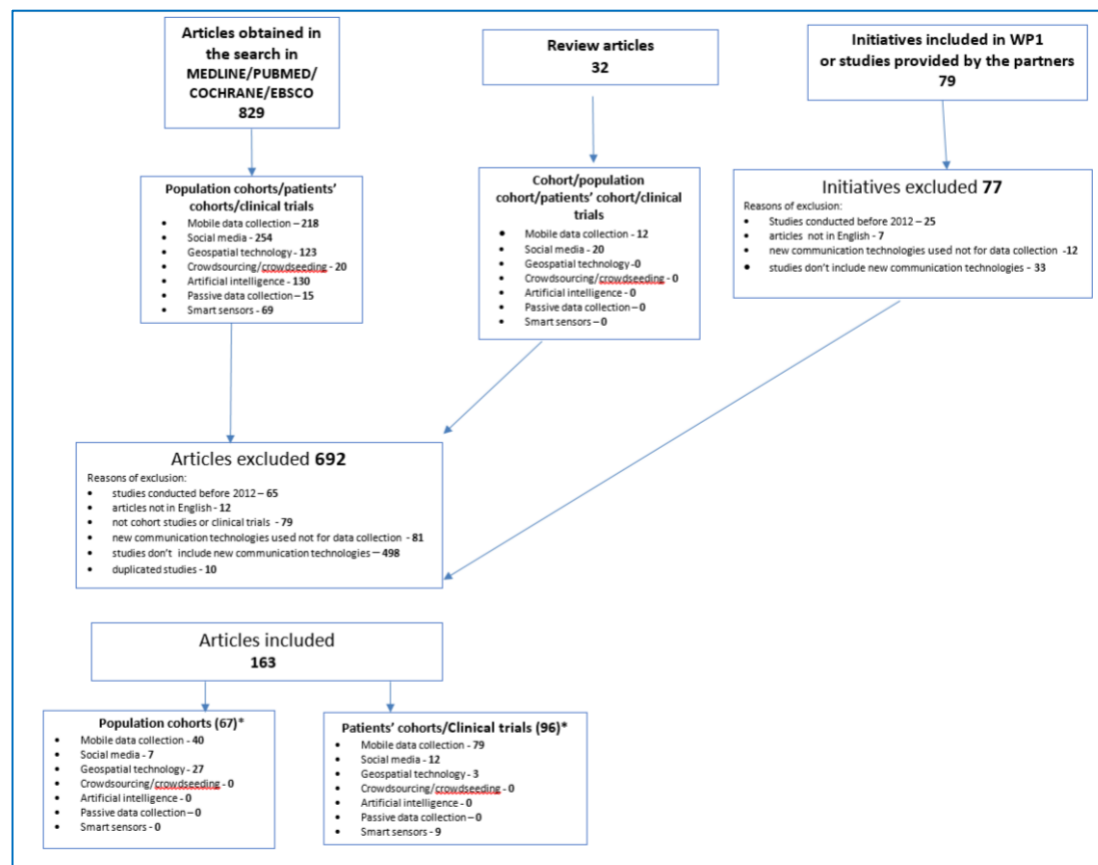 Articles obtained in
the search in
MEDLINE/PUBMED/
COCHRANE/EBSCO
829
Review articles
32
Initiatives included in WP1
or studies provided by the partners
79
Population cohorts/patients’
cohorts/clinical trials
• Mobile data collection – 218
• Social media - 254
• Geospatial technology - 123
• Crowdsourcing/crowdseeding - 20
• Artificial intelligence - 130
• Passive data collection – 15
• Smart sensors - 69
Cohort/population
cohort/patients’ cohort/clinical
trials
• Mobile data collection - 12
• Social media - 20
• Geospatial technology -0
• Crowdsourcing/crowdseeding - 0
• Artificial intelligence - 0
• Passive data collection – 0
• Smart sensors – 0
Initiatives excluded 77
Reasons of exclusion:
• Studies conducted before 2012 – 25
• articles not in English - 7
• new communication technologies used not for data collection -12
• studies don’t include new communication technologies - 33
Articles excluded 692
Reasons of exclusion:
• studies conducted before 2012 – 65
• articles not in English - 12
• not cohort studies or clinical trials - 79
• new communication technologies used not for data collection - 81
• studies don’t include new communication technologies – 498
• duplicated studies - 10
Articles included
163
Population cohorts (67)*
• Mobile data collection - 40
• Social media - 7
• Geospatial technology - 27
• Crowdsourcing/crowdseeding - 0
• Artificial intelligence - 0
• Passive data collection – 0
• Smart sensors - 0
Patients’ cohorts/Clinical trials (96)*
• Mobile data collection - 79
• Social media - 12
• Geospatial technology - 3
• Crowdsourcing/crowdseeding - 0
• Artificial intelligence - 0
• Passive data collection – 0
• Smart sensors - 9